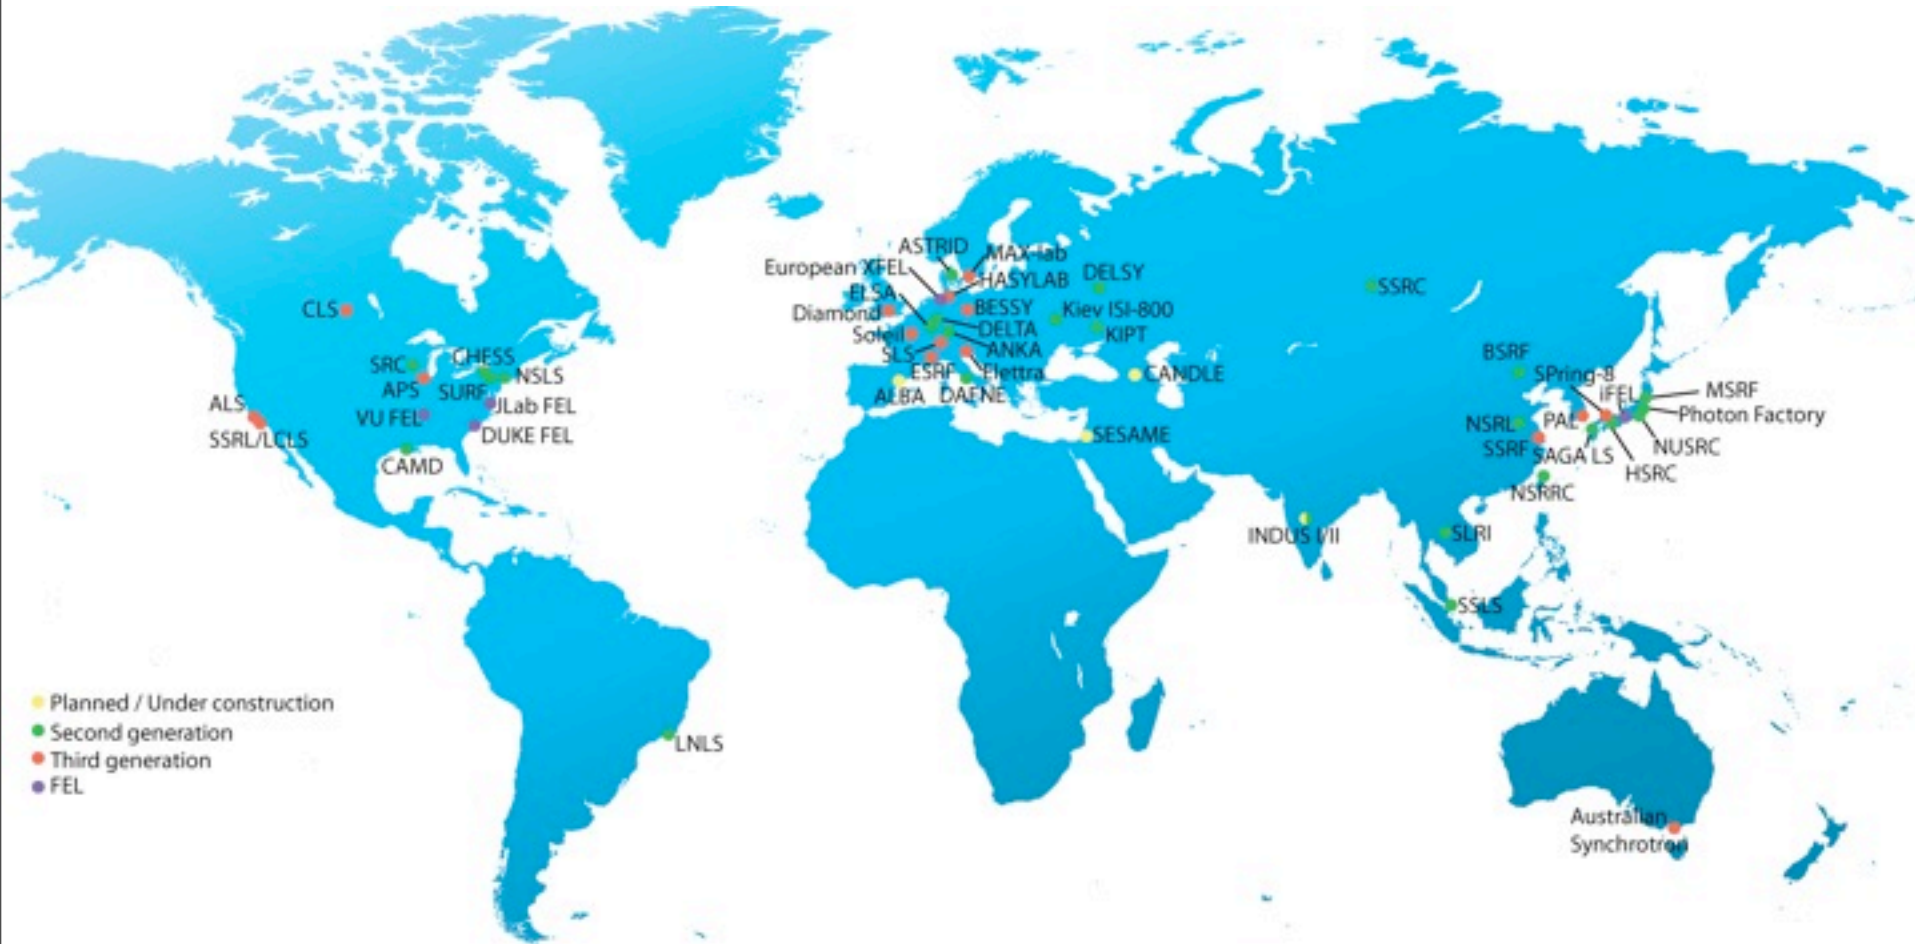 ASTRID
MAX-lab
European XFEL
HASYLAB
DELSY
ELSA
SSRC
CLS
Diamond
BESSY
Kiev ISI-800
DELTA
Soleil
KIPT
SLS
ANKA
SRC
CHESS
BSRF
ESRF
Elettra
CANDLE
SPring-8
NSLS
APS
SURF
iFEL
MSRF
ALBA
DAFNE
ALS
JLab FEL
VU FEL
PAL
Photon Factory
NSRL
DUKE FEL
SESAME
SSRL/LCLS
SSRF
SAGA LS
NUSRC
CAMD
HSRC
NSRRC
INDUS I/II
SLRI
SSLS
Planned / Under construction
Second generation
LNLS
Third generation
FEL
Australian
Synchrotron